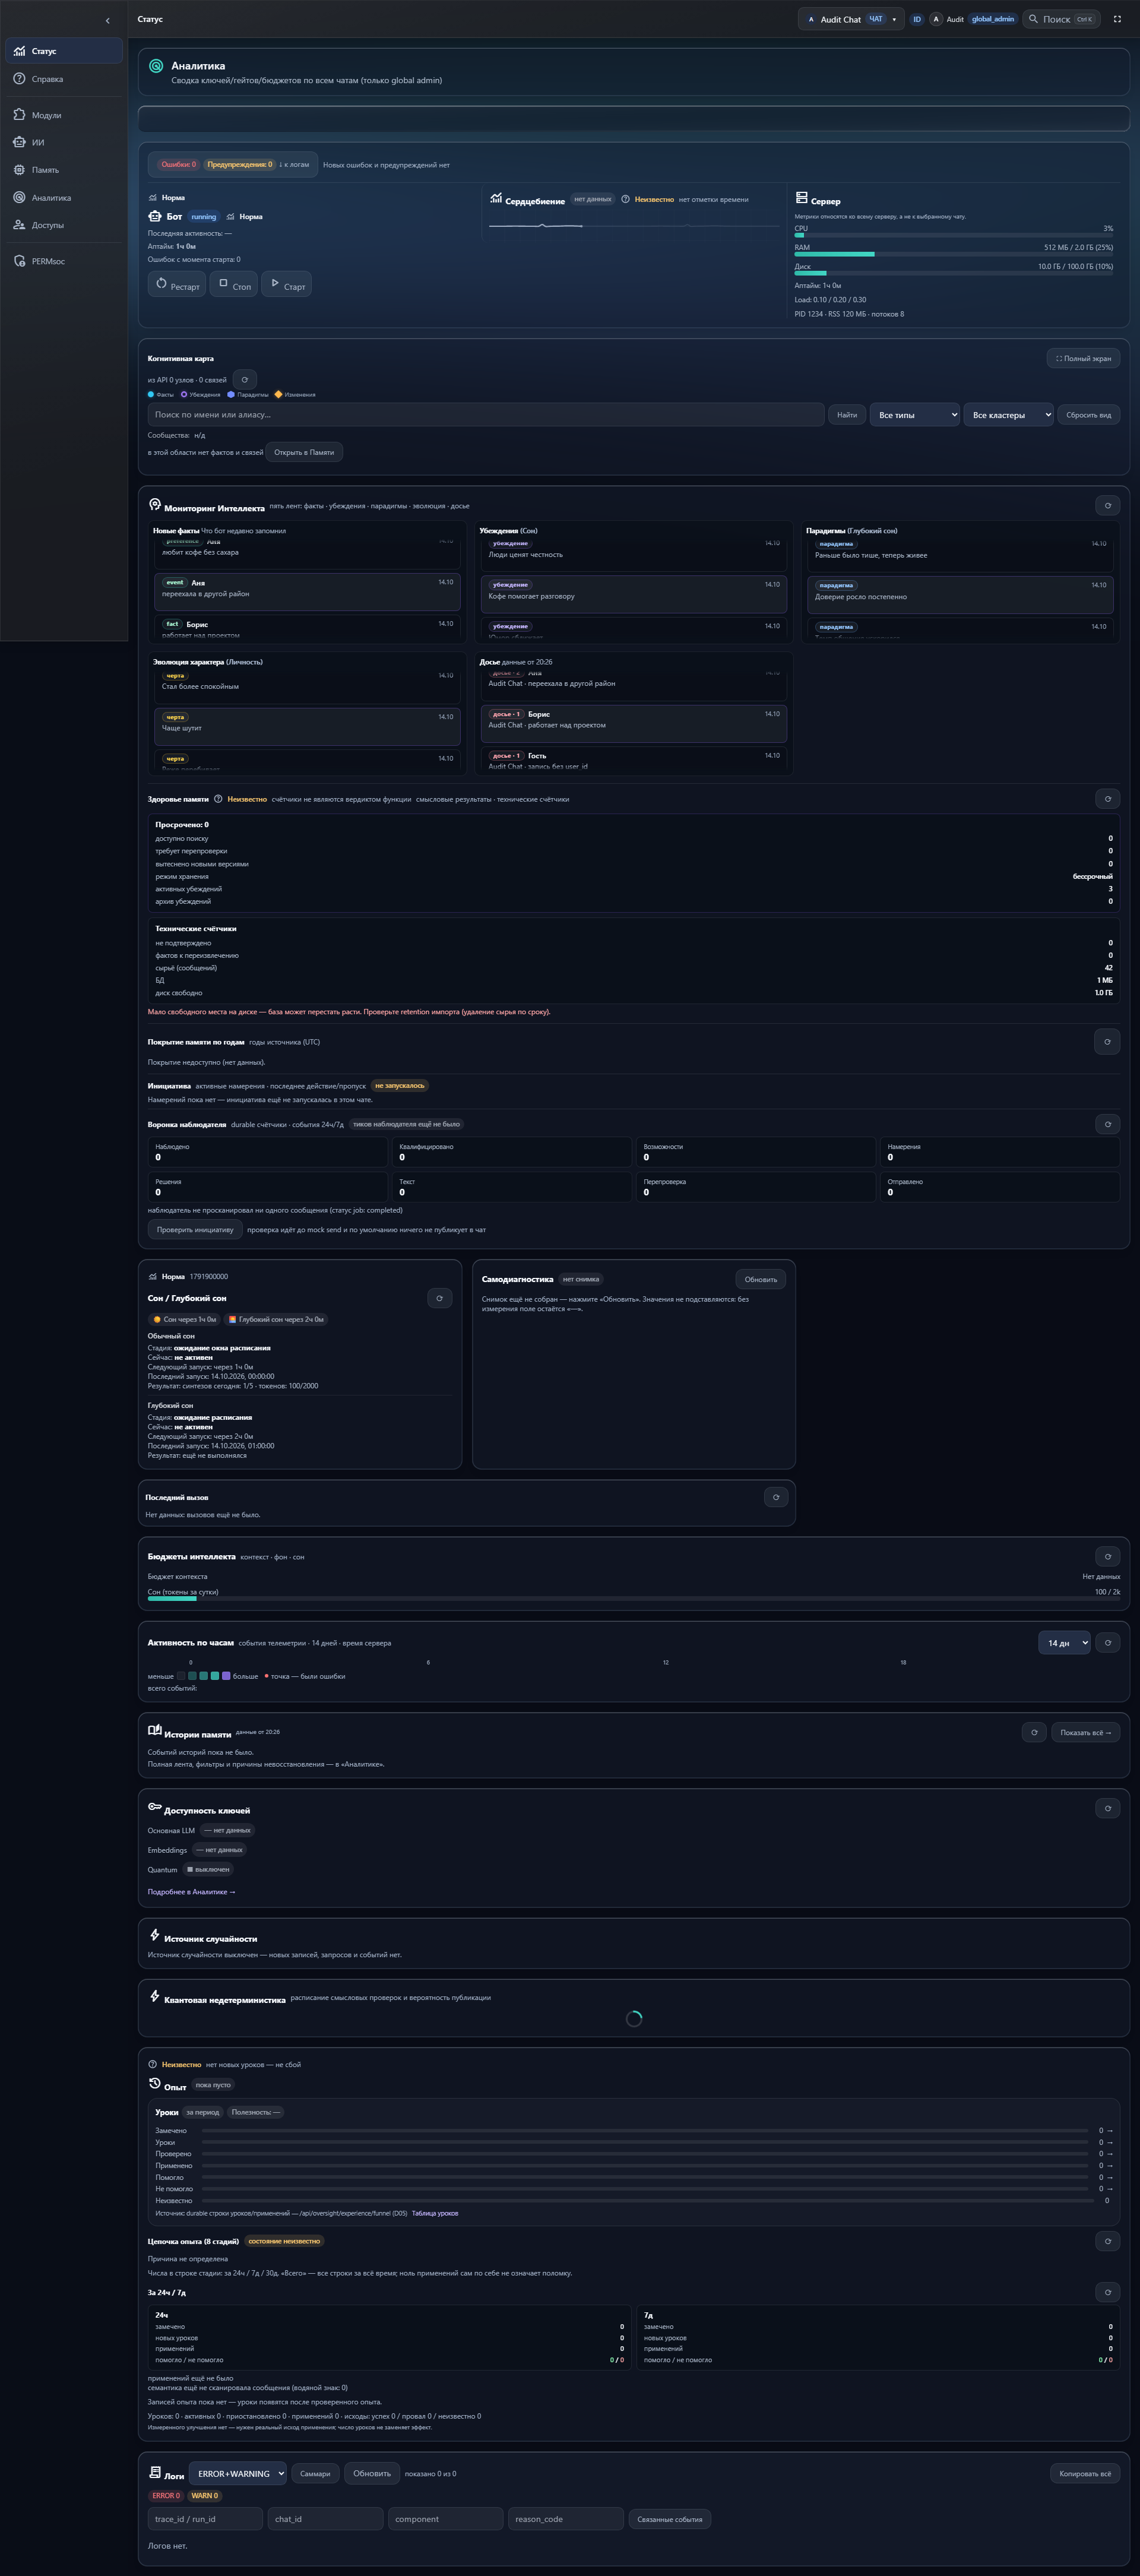 Статус
Audit Chat ЧАТ ▾ ID A Audit global_admin Поиск Ctrl K
Статус
Справка
Модули
ИИ
Память
Аналитика
Доступы
PERMsoc
Аналитика
Сводка ключей/гейтов/бюджетов по всем чатам (только global admin)
Ошибки: 0 Предупреждения: 0 ↓ к логам Новых ошибок и предупреждений нет
Норма
Бот running Норма
Последняя активность: —
Аптайм: 1ч 0м
Ошибок с момента старта: 0
Рестарт Стоп Старт
Сердцебиение нет данных Неизвестно нет отметки времени
Сервер
Метрики относятся ко всему серверу, а не к выбранному чату.
CPU 3%
RAM 512 МБ / 2.0 ГБ (25%)
Диск 10.0 ГБ / 100.0 ГБ (10%)
Аптайм: 1ч 0м
Load: 0.10 / 0.20 / 0.30
PID 1234 · RSS 120 МБ · потоков 8
Когнитивная карта
Полный экран
из API 0 узлов · 0 связей
Факты Убеждения Парадигмы Изменения
Поиск по имени или алиасу... Найти Все типы Все кластеры Сбросить вид
Сообщества: н/д
в этой области нет фактов и связей Открыть в Памяти
Мониторинг Интеллекта пять лент: факты · убеждения · парадигмы · эволюция · досье
Новые факты Что бот недавно запомнил
preference Аня 14.10
любит кофе без сахара
event Аня 14.10
переехала в другой район
fact Борис 14.10
работает над проектом
Убеждения (Сон)
убеждение 14.10
Люди ценят честность
убеждение 14.10
Кофе помогает разговору
убеждение 14.10
Парадигмы (Глубокий сон)
парадигма 14.10
Раньше было тише, теперь живее
парадигма 14.10
Доверие росло постепенно
парадигма 14.10
Эволюция характера (Личность)
черта 14.10
Стал более спокойным
черта 14.10
Чаще шутит
черта 14.10
Досье данные от 20:26
досье · 2 Аня 14.10
Audit Chat · переехала в другой район
досье · 1 Борис 14.10
Audit Chat · работает над проектом
досье · 1 Гость 14.10
Audit Chat · запись без user_id
Здоровье памяти Неизвестно счётчики не являются вердиктом функции смысловые результаты · технические счётчики
Просрочено: 0
доступно поиску 0
требует перепроверки 0
вытеснено новыми версиями 0
режим хранения бессрочный
активных убеждений 3
архив убеждений 0
Технические счётчики
не подтверждено 0
фактов к переизвлечению 0
сырьё (сообщений) 42
БД 1 МБ
диск свободно 1.0 ГБ
Мало свободного места на диске — база может перестать расти. Проверьте retention импорта (удаление сырья по сроку).
Покрытие памяти по годам годы источника (UTC)
Покрытие недоступно (нет данных).
Инициатива активные намерения · последнее действие/пропуск не запускалось
Намерений пока нет — инициатива ещё не запускалась в этом чате.
Воронка наблюдателя durable счётчики · события 24ч/7д тиков наблюдателя ещё не было
Наблюдено Квалифицировано Возможности Намерения
0 0 0 0
Решения Текст Перепроверка Отправлено
0 0 0 0
наблюдатель не просканировал ни одного сообщения (статус job: completed)
Проверить инициативу проверка идёт до mock send и по умолчанию ничего не публикует в чат
Норма 1791900000
Сон / Глубокий сон
Сон через 1ч 0м Глубокий сон через 2ч 0м
Обычный сон
Стадия: ожидание окна расписания
Сейчас: не активен
Следующий запуск: через 1ч 0м
Последний запуск: 14.10.2026, 00:00:00
Результат: синтезов сегодня: 1/5 · токенов: 100/2000
Глубокий сон
Стадия: ожидание расписания
Сейчас: не активен
Следующий запуск: через 2ч 0м
Последний запуск: 14.10.2026, 01:00:00
Результат: ещё не выполнялся
Самодиагностика нет снимка Обновить
Снимок ещё не собран — нажмите «Обновить». Значения не подставляются: без
измерения поле остаётся «—».
Последний вызов
Нет данных: вызовов ещё не было.
Бюджеты интеллекта контекст · фон · сон
Бюджет контекста Нет данных
Сон (токены за сутки) 100 / 2k
Активность по часам события телеметрии · 14 дней · время сервера 14 дн
0 6 12 18
меньше больше точка — были ошибки
всего событий:
Истории памяти данные от 20:26 Показать всё →
Событий историй пока не было.
Полная лента, фильтры и причины невосстановления — в «Аналитике».
Доступность ключей
Основная LLM — нет данных
Embeddings — нет данных
Quantum выключен
Подробнее в Аналитике →
Источник случайности
Источник случайности выключен — новых записей, запросов и событий нет.
Квантовая недетерминистика расписание смысловых проверок и вероятность публикации
Неизвестно нет новых уроков — не сбой
Опыт пока пусто
Уроки за период Полезность: —
Замечено 0 →
Уроки 0 →
Проверено 0 →
Применено 0 →
Помогло 0 →
Не помогло 0 →
Неизвестно 0
Источник: durable строки уроков/применений — /api/oversight/experience/funnel (D05) Таблица уроков
Цепочка опыта (8 стадий) состояние неизвестно
Причина не определена
Числа в строке стадии: за 24ч / 7д / 30д. «Всего» — все строки за всё время; ноль применений сам по себе не означает поломку.
За 24ч / 7д
24ч
замечено 0
новых уроков 0
применений 0
помогло / не помогло 0 / 0
7д
замечено 0
новых уроков 0
применений 0
помогло / не помогло 0 / 0
применений ещё не было
семантика ещё не сканировала сообщения (водяной знак: 0)
Записей опыта пока нет — уроки появятся после проверенного опыта.
Уроков: 0 · активных 0 · приостановлено 0 · применений 0 · исходы: успех 0 / провал 0 / неизвестно 0
Измеренного улучшения нет — нужен реальный исход применения; число уроков не заменяет эффект.
Логи ERROR+WARNING Саммари Обновить показано 0 из 0 Копировать всё
ERROR 0 WARN 0
trace_id / run_id chat_id component reason_code Связанные события
Логов нет.